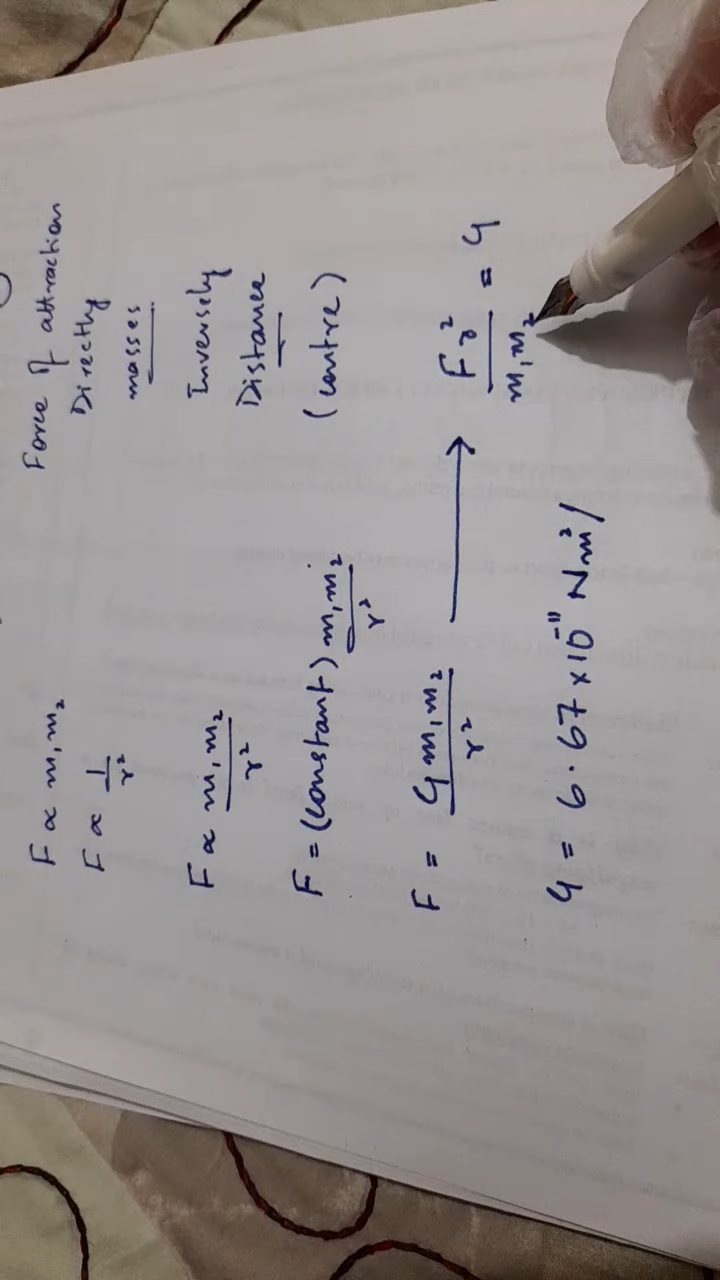 Force of attraction
F ∝ m₁m₂ Directly
F ∝ 1/r² masses
F ∝ m₁m₂/r² Inversely
Distance
F = (constant) m₁m₂/r² (centre)
F = G m₁m₂/r² ⟶ Fr²/m₁m₂ = G
G = 6.67 × 10⁻¹¹ Nm²/